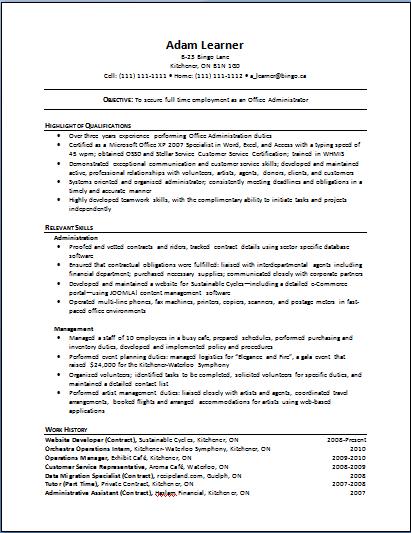 Adam Learner
B-23 Bingo Lane
Kitchener, ON B1N 1G0
Cell: (111) 111-1111 • Home: (111) 111-1112 • a_learner@bingo.ca
OBJECTIVE: To secure full time employment as an Office Administrator
HIGHLIGHT OF QUALIFICATIONS
• Over three years experience performing Office Administration duties
• Certified as a Microsoft Office XP 2007 Specialist in Word, Excel, and Access with a typing speed of
45 wpm; obtained OSSD and Stellar Service Customer Service Certification; trained in WHMIS
• Demonstrated exceptional communication and customer service skills; developed and maintained
active, professional relationships with volunteers, artists, agents, donors, clients, and customers
• Systems oriented and organised administrator; consistently meeting deadlines and obligations in a
timely and accurate manner
• Highly developed teamwork skills, with the complimentary ability to initiate tasks and projects
independently
RELEVANT SKILLS
Administration
• Proofed and vetted contracts and riders, tracked contract details using sector specific database
software
• Ensured that contractual obligations were fulfilled: liaised with interdepartmental agents including
financial department; purchased necessary supplies; communicated closely with corporate partners
• Developed and maintained a website for Sustainable Cycles—including a detailed e-Commerce
portal—using JOOMLA! content management software
• Operated multi-line phones, fax machines, printers, copiers, scanners, and postage meters in fast-
paced office environments
Management
• Managed a staff of 10 employees in a busy cafe, prepared schedules, performed purchasing and
inventory duties, developed and implemented policy and procedures
• Performed event planning duties: managed logistics for "Elegance and Fire", a gala event that
raised $24,000 for the Kitchener-Waterloo Symphony
• Organised volunteers; identified tasks to be completed, solicited volunteers for specific duties, and
maintained a detailed contact list
• Performed artist management duties: liaised closely with artists and agents, coordinated travel
arrangements, booked flights and arranged accommodations for artists using web-based
applications
WORK HISTORY
Website Developer (Contract), Sustainable Cycles, Kitchener, ON 2008-Present
Orchestra Operations Intern, Kitchener-Waterloo Symphony, Kitchener, ON 2010
Operations Manager, Exhibit Café, Kitchener, ON 2009-2010
Customer Service Representative, Aroma Café, Waterloo, ON 2008-2009
Data Migration Specialist (Contract), recipeland.com, Guelph, ON 2008
Tutor (Part Time), Private Contract, Kitchener, ON 2007-2008
Administrative Assistant (Contract), Financial, Kitchener, ON 2007